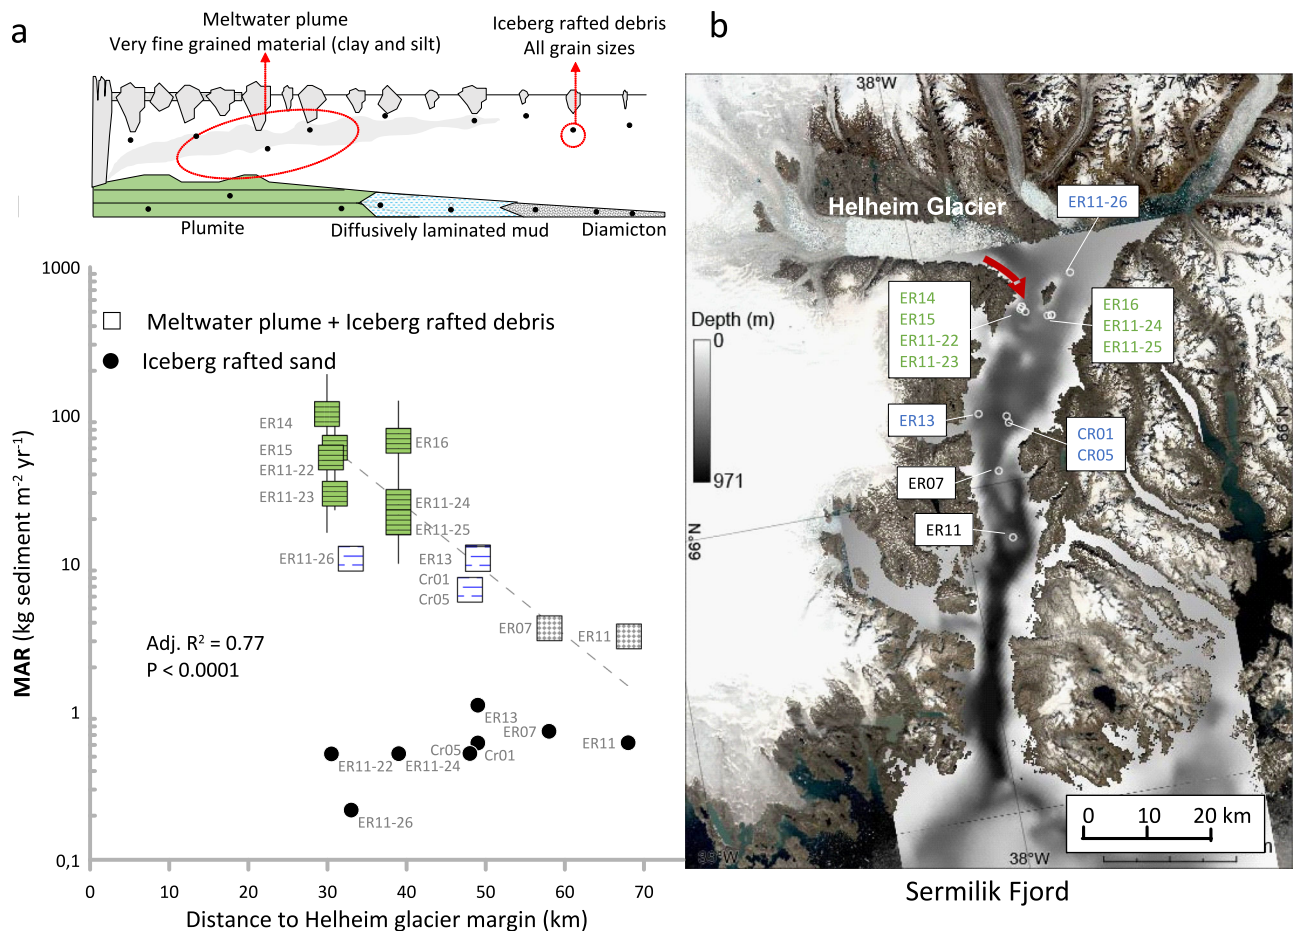 a
Meltwater plume
Very fine grained material (clay and silt)
Iceberg rafted debris
All grain sizes
Plumite
Diffusively laminated mud
Diamicton
1000
100
10
1
0,1
MAR (kg sediment m⁻² yr⁻¹)
Meltwater plume + Iceberg rafted debris
Iceberg rafted sand
ER14
ER15
ER11-22
ER11-23
ER16
ER11-24
ER11-25
ER11-26
ER13
Cr01
Cr05
ER07
ER11
Adj. R² = 0.77
P < 0.0001
ER13
ER07
Cr05
Cr01
ER11
ER11-22
ER11-24
ER11-26
0
10
20
30
40
50
60
70
Distance to Helheim glacier margin (km)
b
38°W
37°W
Helheim Glacier
ER11-26
ER14
ER15
ER11-22
ER11-23
ER16
ER11-24
ER11-25
Depth (m)
0
971
ER13
CR01
CR05
66°N
ER07
ER11
66°N
0 10 20 km
m
38°W
Sermilik Fjord